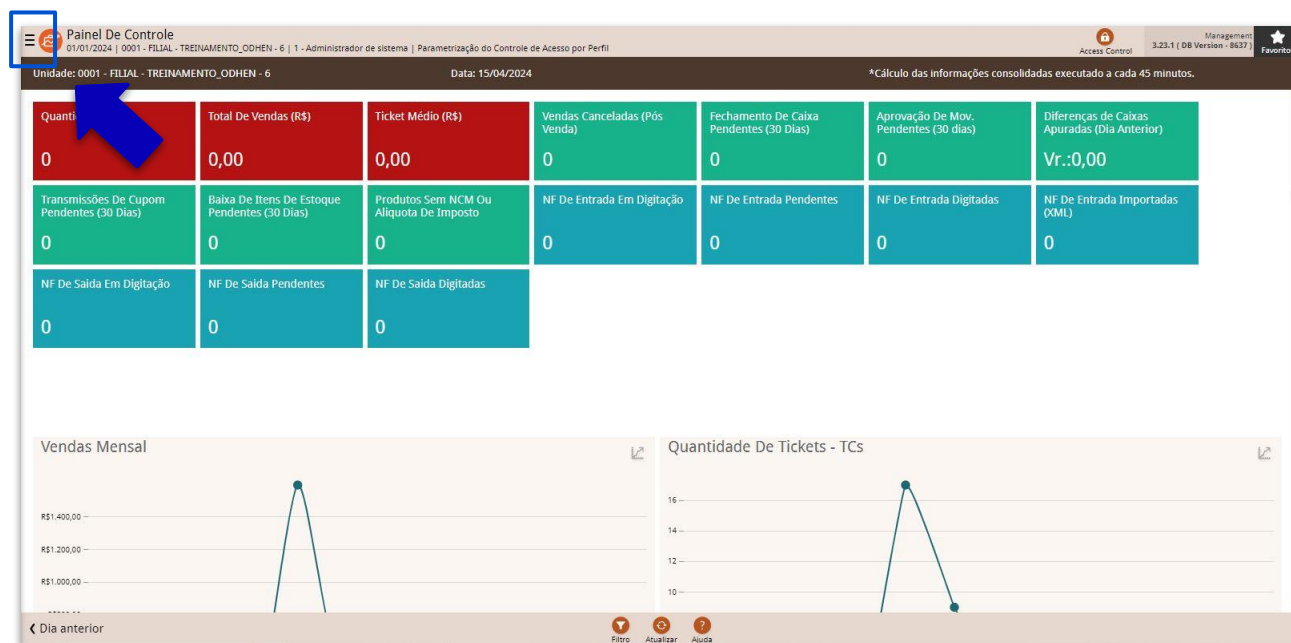 Painel De Controle
01/01/2024 | 0001 - FILIAL - TREINAMENTO_ODHEN - 6 | 1 - Administrador de sistema | Parametrização do Controle de Acesso por Perfil
Access Control
Management
3.23.1 ( DB Version - 8637 )
Favorito
Unidade: 0001 - FILIAL - TREINAMENTO_ODHEN - 6
Data: 15/04/2024
*Cálculo das informações consolidadas executado a cada 45 minutos.
Total De Vendas (R$)
Ticket Médio (R$)
Vendas Canceladas (Pós
Venda)
Fechamento De Caixa
Pendentes (30 Dias)
Aprovação De Mov.
Pendentes (30 dias)
Diferenças de Caixas
Apuradas (Dia Anterior)
0
0,00
0,00
0
0
0
Vr.:0,00
Transmissões De Cupom
Pendentes (30 Dias)
Baixa De Itens De Estoque
Pendentes (30 Dias)
Produtos Sem NCM Ou
Aliquota De Imposto
NF De Entrada Em Digitação
NF De Entrada Pendentes
NF De Entrada Digitadas
NF De Entrada Importadas
(XML)
0
0
0
0
0
0
0
NF De Saida Em Digitação
NF De Saida Pendentes
NF De Saida Digitadas
0
0
0
Vendas Mensal
R$1.400,00
R$1.200,00
R$1.000,00
Quantidade De Tickets - TCs
16
14
12
10
Dia anterior
Filtro
Atualizar
Ajuda